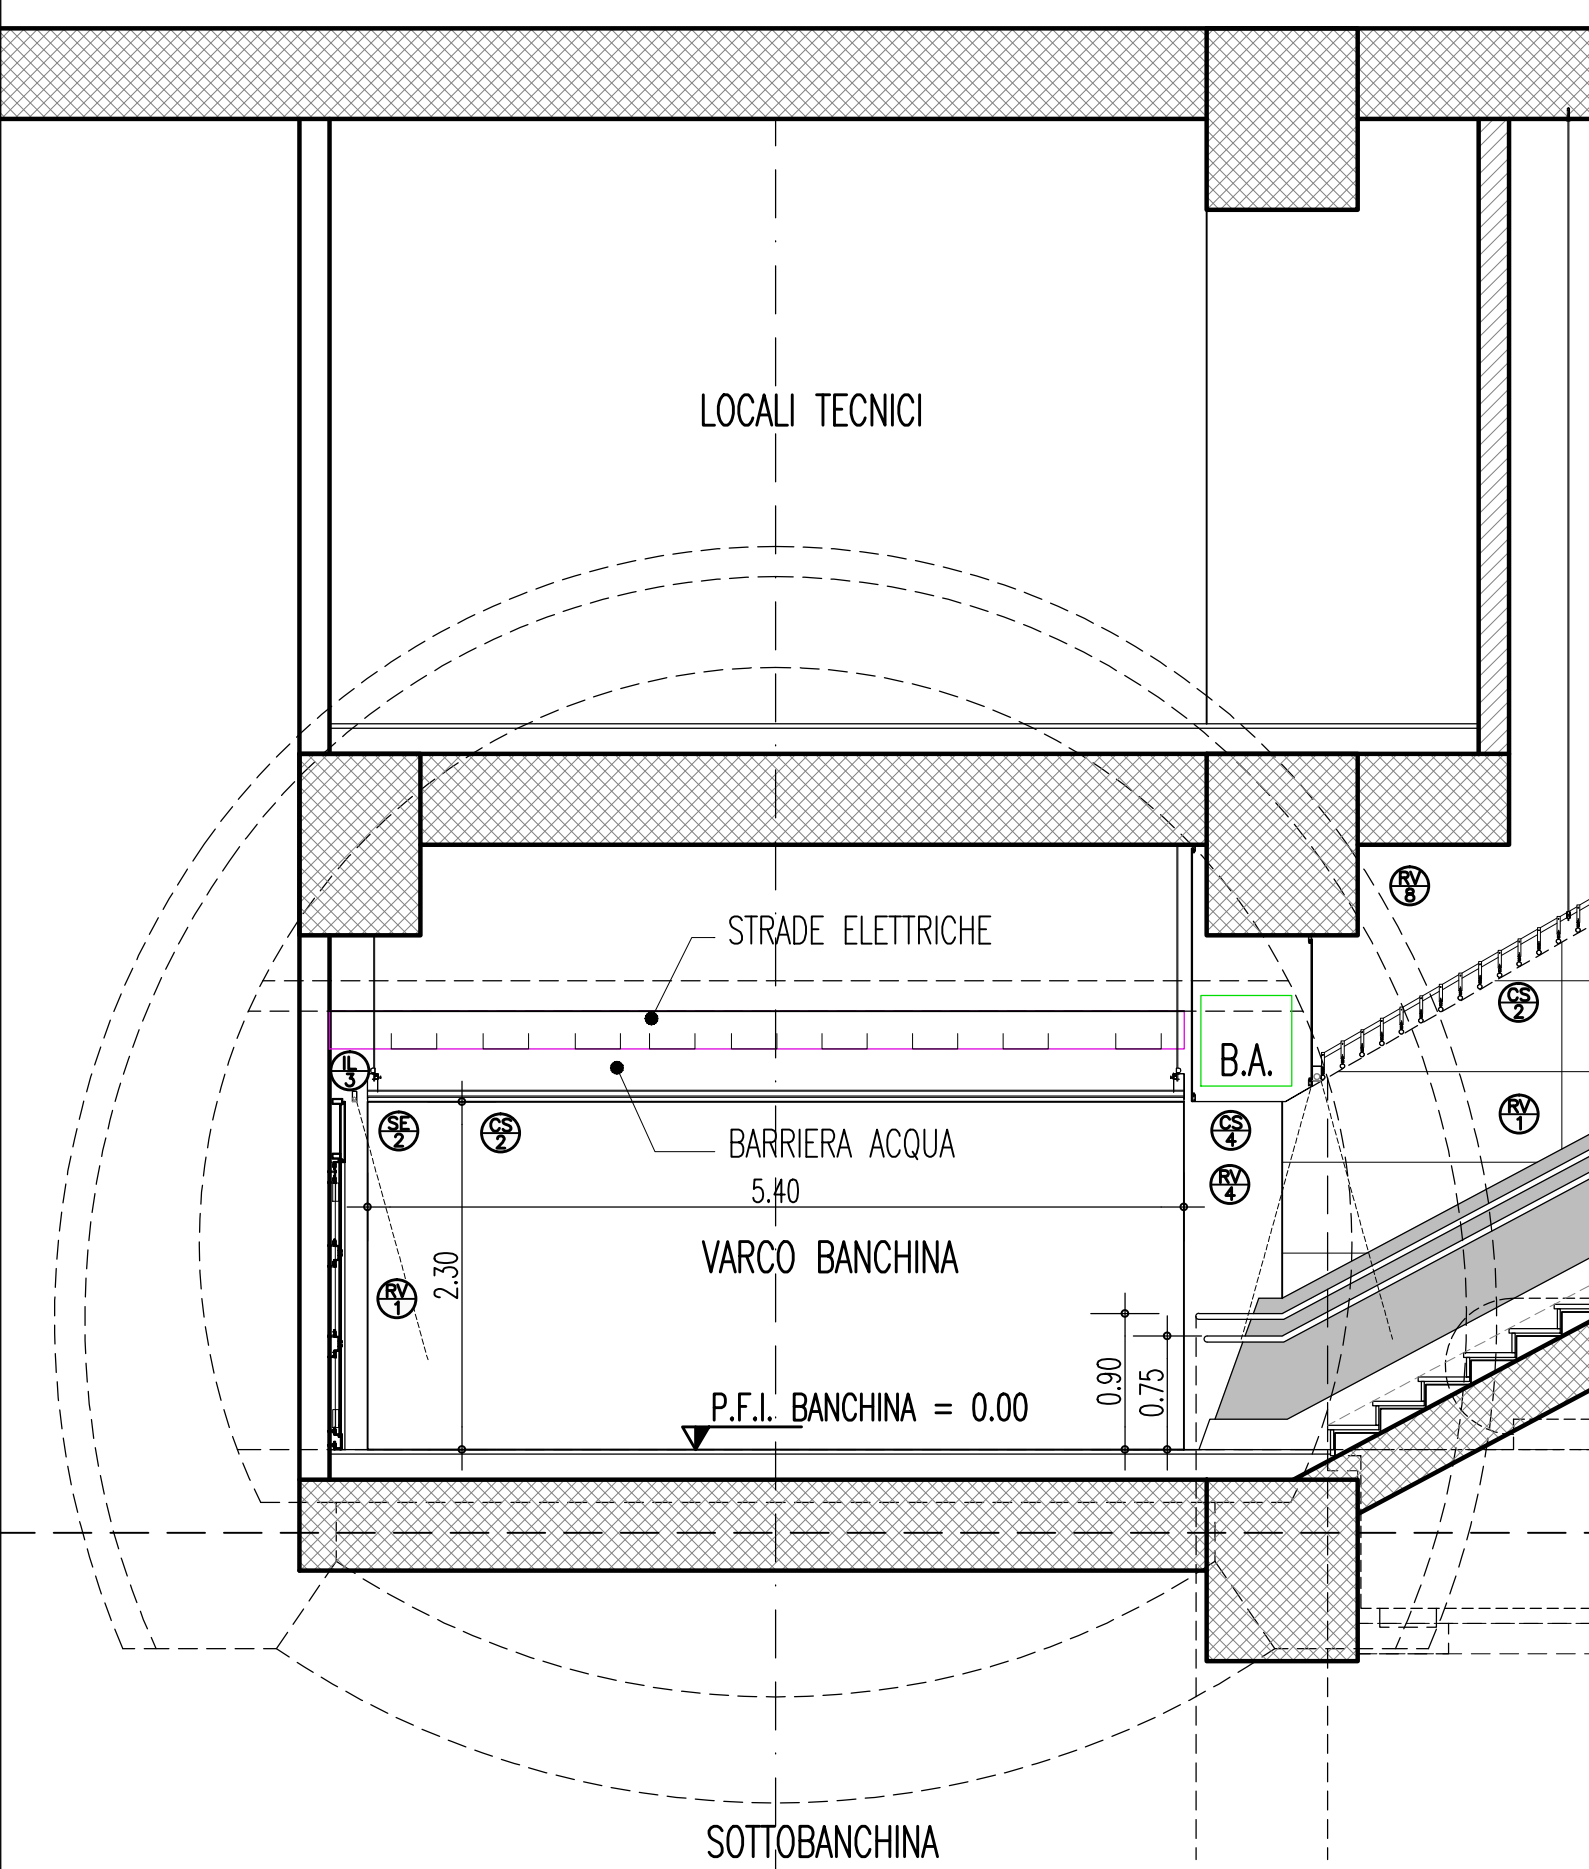 LOCALI TECNICI
RV
8
STRADE ELETTRICHE
CS
2
B.A.
IL
3
SE
2
CS
2
BARRIERA ACQUA
CS
4
RV
1
5.40
RV
4
VARCO BANCHINA
2.30
RV
1
0.90
0.75
P.F.I. BANCHINA = 0.00
SOTTOBANCHINA